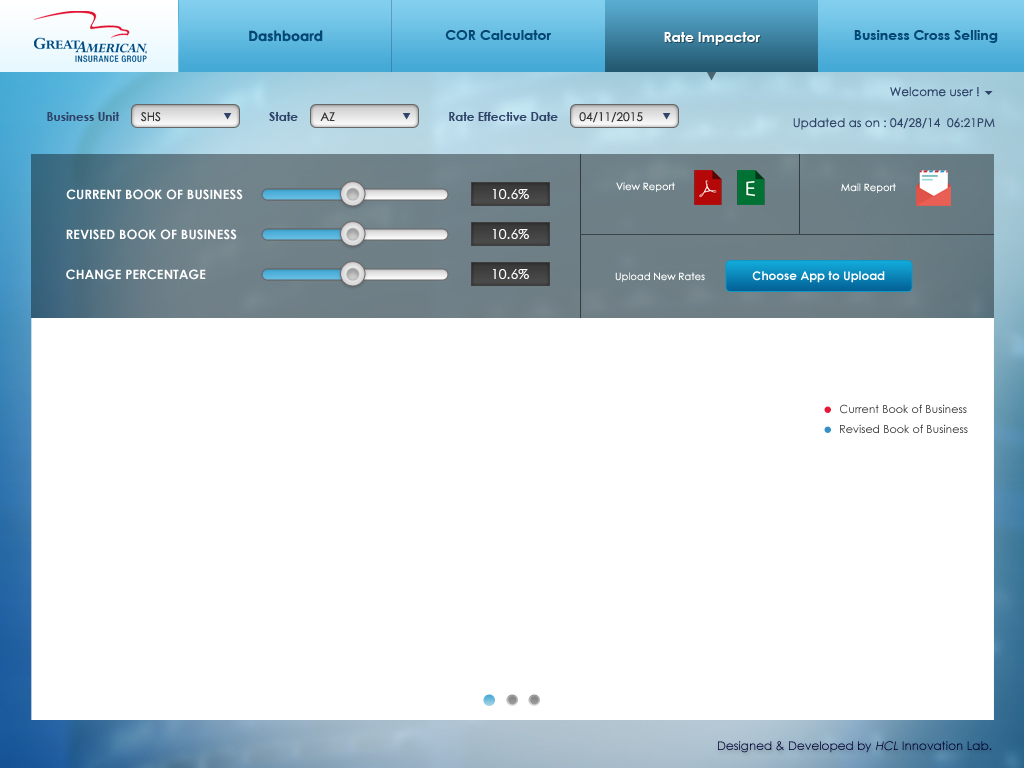 GREATAMERICAN.
INSURANCE GROUP
Dashboard
COR Calculator
Rate Impactor
Business Cross Selling
Welcome user !
Business Unit
SHS
State
AZ
Rate Effective Date
04/11/2015
Updated as on : 04/28/14 06:21PM
CURRENT BOOK OF BUSINESS
10.6%
REVISED BOOK OF BUSINESS
10.6%
CHANGE PERCENTAGE
10.6%
View Report
E
Mail Report
Upload New Rates
Choose App to Upload
Current Book of Business
Revised Book of Business
Designed & Developed by HCL Innovation Lab.